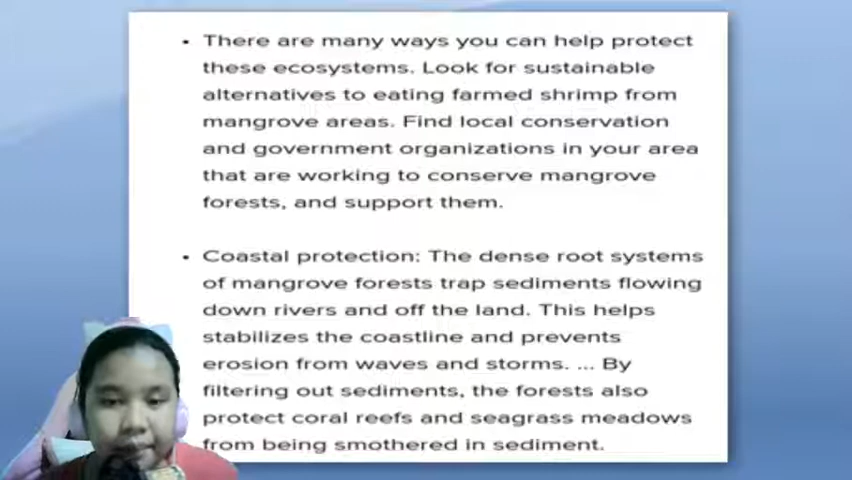 • There are many ways you can help protect
these ecosystems. Look for sustainable
alternatives to eating farmed shrimp from
mangrove areas. Find local conservation
and government organizations in your area
that are working to conserve mangrove
forests, and support them.
• Coastal protection: The dense root systems
of mangrove forests trap sediments flowing
down rivers and off the land. This helps
stabilizes the coastline and prevents
erosion from waves and storms. ... By
filtering out sediments, the forests also
protect coral reefs and seagrass meadows
from being smothered in sediment.